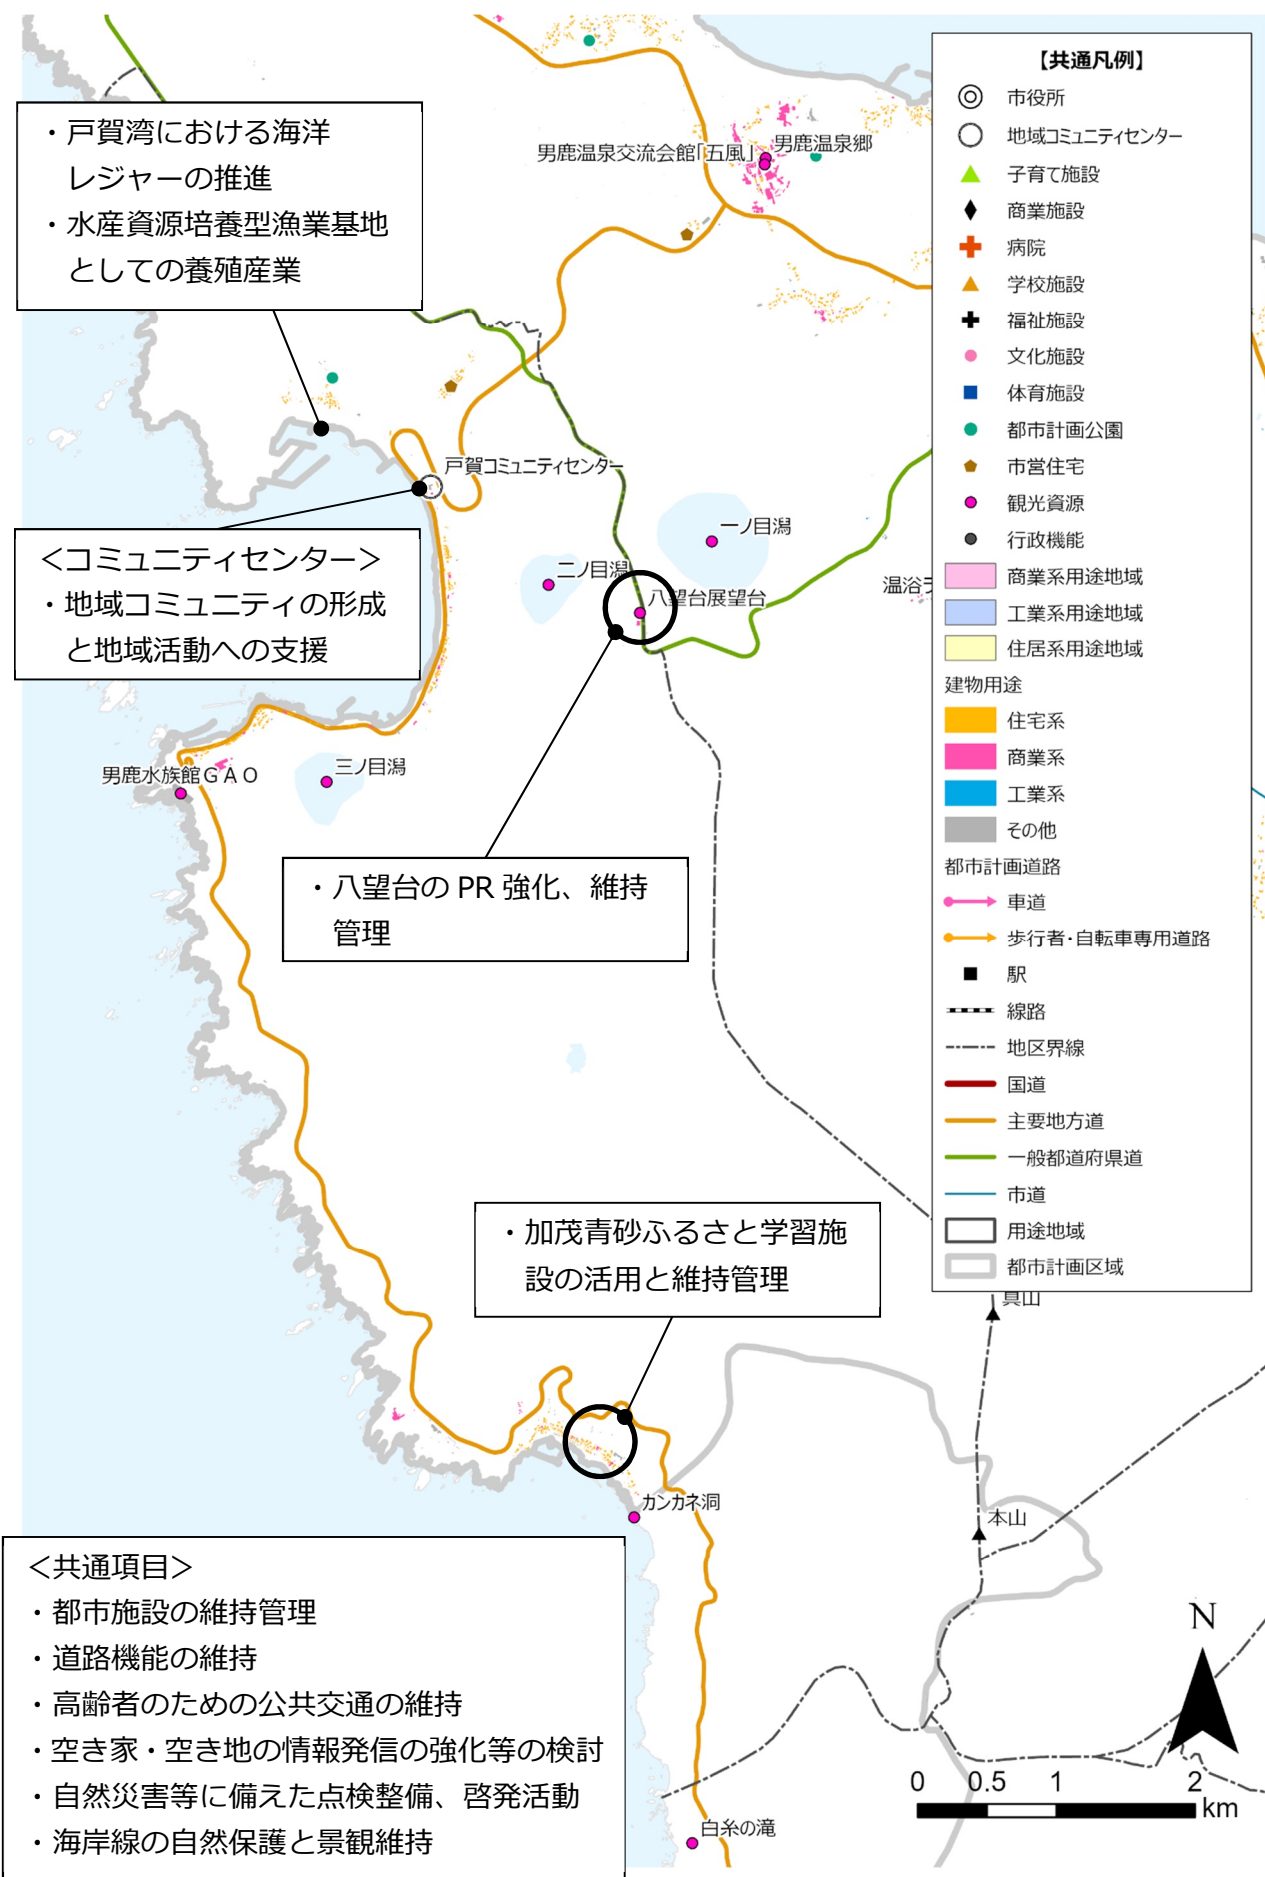 ・戸賀湾における海洋
レジャーの推進
・水産資源培養型漁業基地
としての養殖産業
男鹿温泉交流会館「五風」
男鹿温泉郷
戸賀コミュニティセンター
<コミュニティセンター>
・地域コミュニティの形成
と地域活動への支援
一ノ目潟
二ノ目潟
八望台展望台
温浴ラ
男鹿水族館GAO
三ノ目潟
・八望台の PR 強化、維持
管理
・加茂青砂ふるさと学習施
設の活用と維持管理
真山
カンカネ洞
本山
白糸の滝
<共通項目>
・都市施設の維持管理
・道路機能の維持
・高齢者のための公共交通の維持
・空き家・空き地の情報発信の強化等の検討
・自然災害等に備えた点検整備、啓発活動
・海岸線の自然保護と景観維持
【共通凡例】
市役所
地域コミュニティセンター
子育て施設
商業施設
病院
学校施設
福祉施設
文化施設
体育施設
都市計画公園
市営住宅
観光資源
行政機能
商業系用途地域
工業系用途地域
住居系用途地域
建物用途
住宅系
商業系
工業系
その他
都市計画道路
車道
歩行者・自転車専用道路
駅
線路
地区界線
国道
主要地方道
一般都道府県道
市道
用途地域
都市計画区域
N
0 0.5 1 2
km